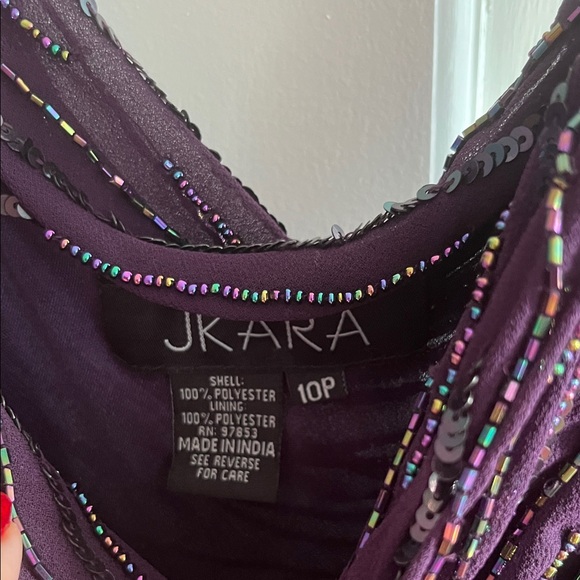 JKARA
SHELL:
100% POLYESTER
LINING
100% POLYESTER
RN: 97853
MADE IN INDIA
SEE REVERSE
FOR CARE
10P